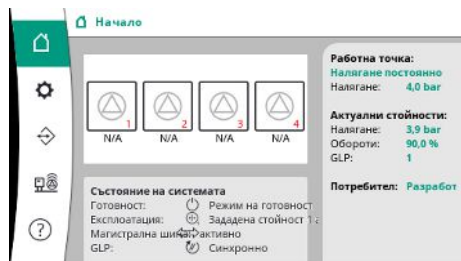 Начало
1
2
3
4
N/A N/A N/A N/A
Състояние на системата
Готовност: Режим на готовност
Експлоатация: Зададена стойност 1
Магистрална шина: активно
GLP: Синхронно
Работна точка:
Налягане постоянно
Налягане: 4,0 bar
Актуални стойности:
Налягане: 3,9 bar
Обороти: 90,0 %
GLP: 1
Потребител: Разработ